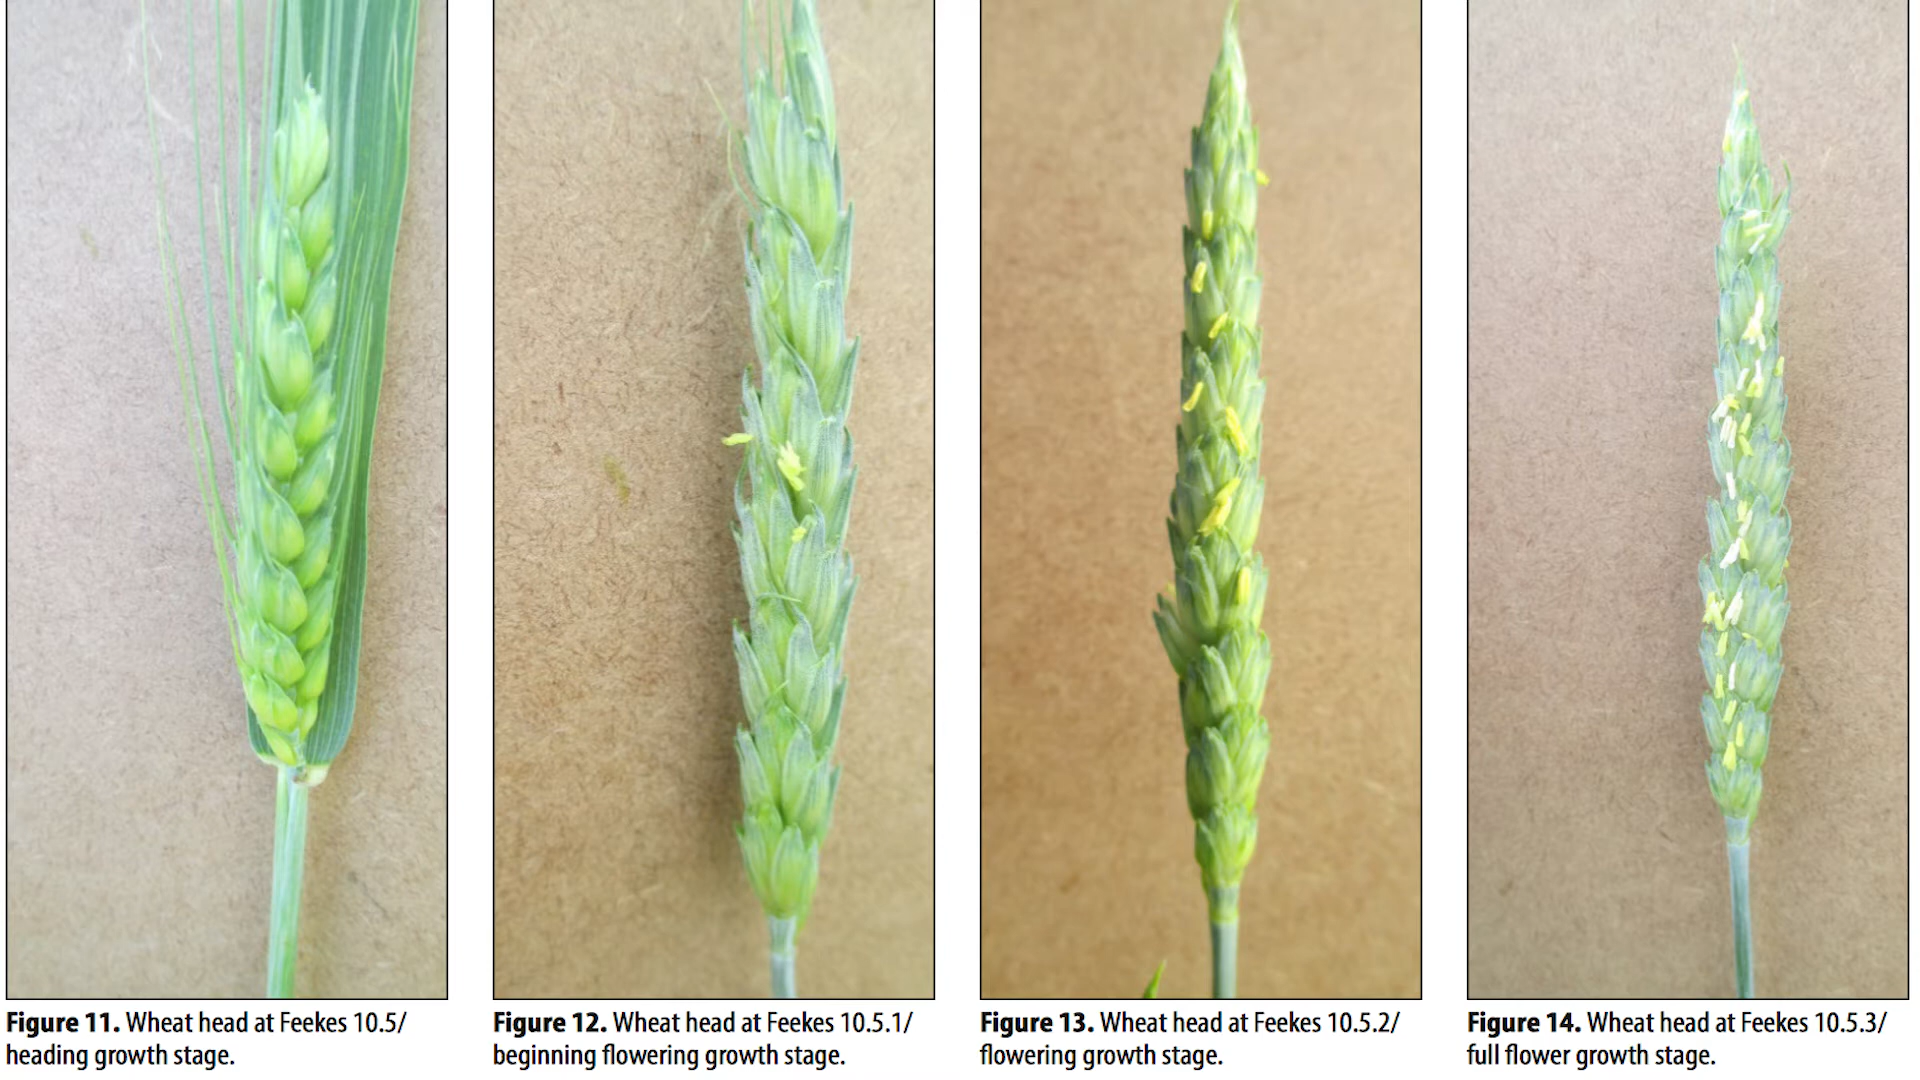 Figure 11. Wheat head at Feekes 10.5/
heading growth stage.
Figure 12. Wheat head at Feekes 10.5.1/
beginning flowering growth stage.
Figure 13. Wheat head at Feekes 10.5.2/
flowering growth stage.
Figure 14. Wheat head at Feekes 10.5.3/
full flower growth stage.